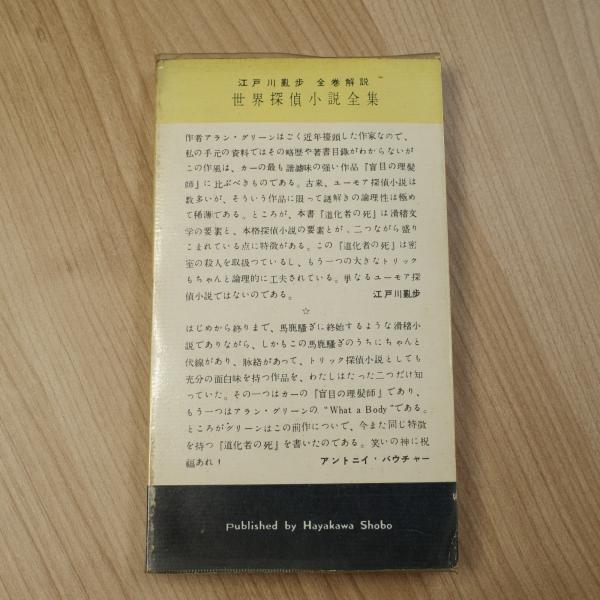 江戸川亂歩 全巻解説
世界探偵小説全集
作者アラン・グリーンはごく近年擡頭した作家なので、
私の手元の資料ではその略歴や著書目録がわからないが
この作風は、カーの最も諧謔味の強い作品『盲目の理髪
師』に比ぶべきものである。古来、ユーモア探偵小説は
数多いが、そういう作品に限って謎解きの論理性は極め
て稀薄である。ところが、本書『道化者の死』は滑稽文
学の要素と、本格探偵小説の要素とが、二つながら盛り
こまれている点に特徴がある。この『道化者の死』は密
室の殺人を取扱つているし、もう一つの大きなトリック
もちゃんと論理的に工夫されている。単なるユーモア探
偵小説ではないのである。 江戸川亂歩
☆
はじめから終りまで、馬鹿騒ぎに終始するような滑稽小
説でありながら、しかもこの馬鹿騒ぎのうちにちゃんと
伏線があり、脉絡があって、トリック探偵小説としても
充分の面白味を持つ作品を、わたしはたった二つだけ知
っていた。その一つはカーの『盲目の理髪師』であり、
もう一つはアラン・グリーンの "What a Body" である。
ところがグリーンはこの前作についで、今また同じ特徴
を持つ『道化者の死』を書いたのである。笑いの神に祝
福あれ！ アントニイ・バウチャー
Published by Hayakawa Shobo